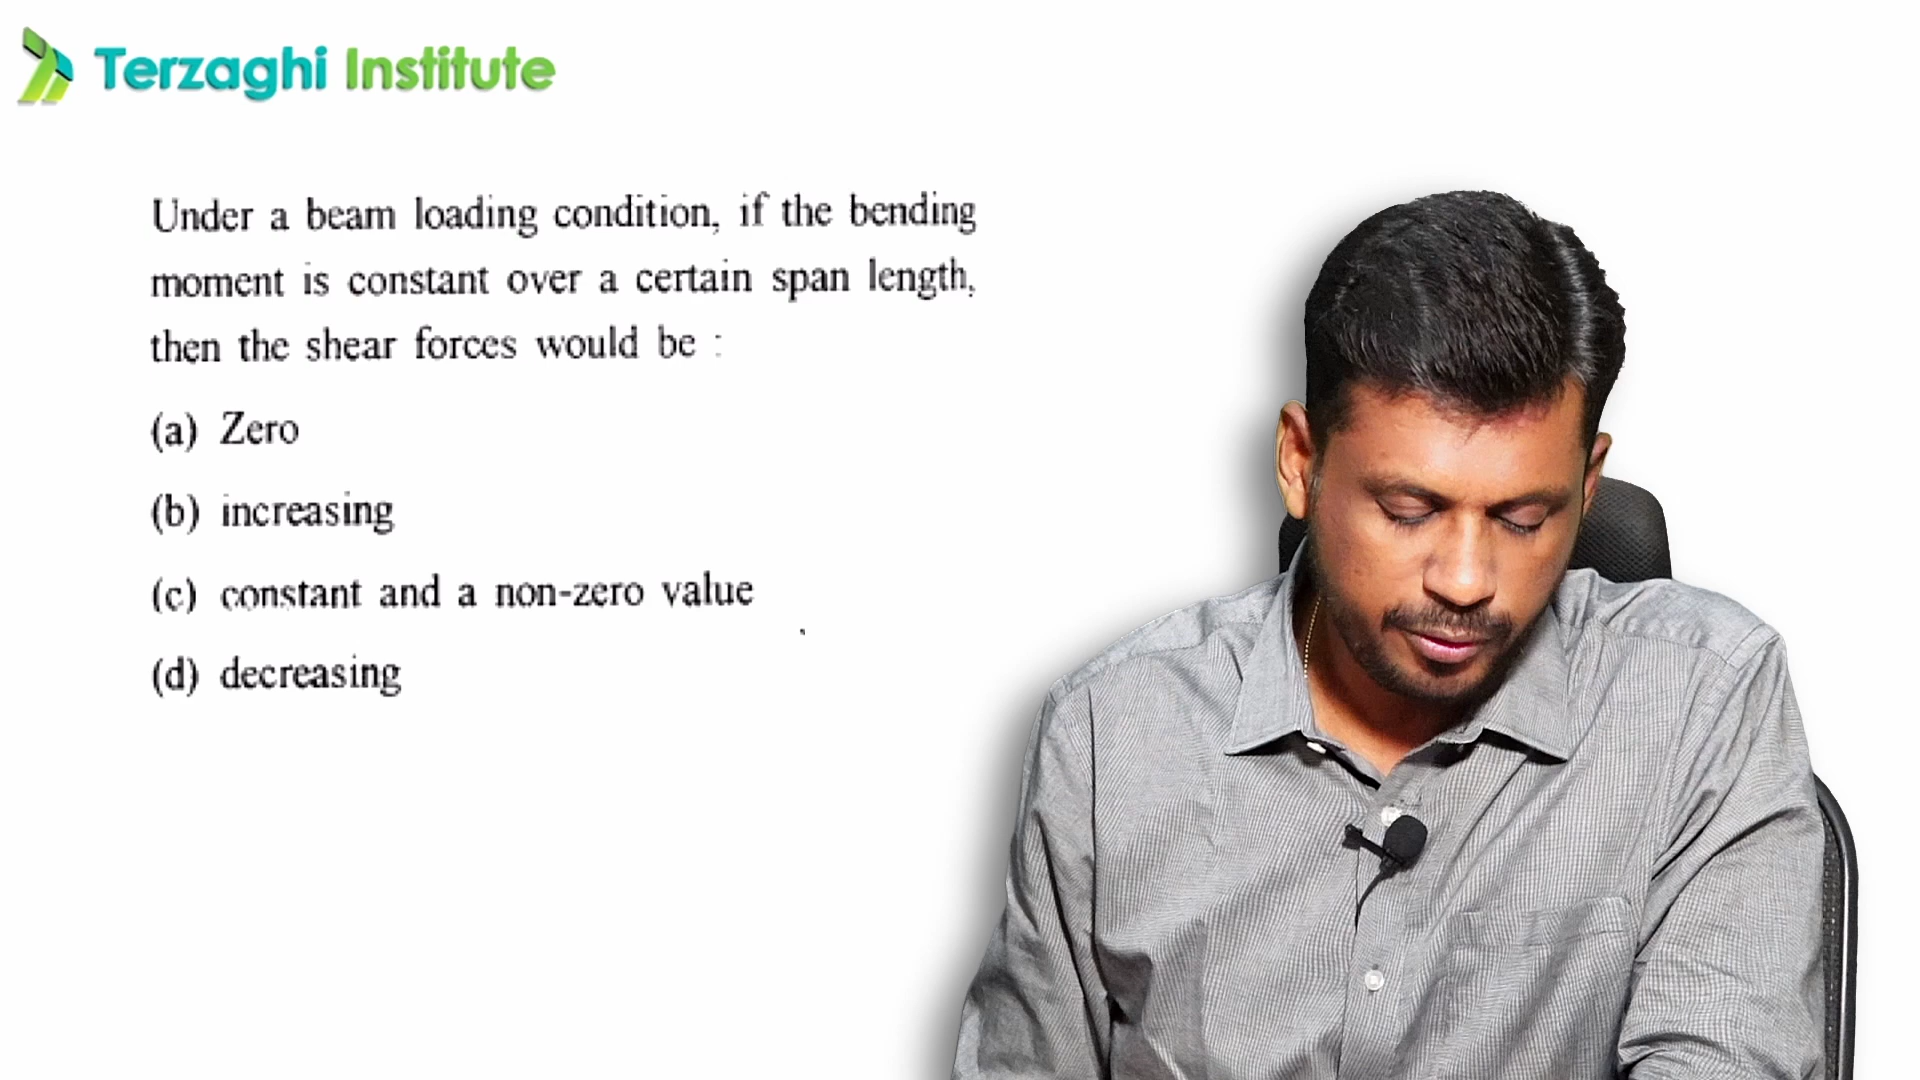 Terzaghi Institute
Under a beam loading condition, if the bending
moment is constant over a certain span length,
then the shear forces would be :
(a) Zero
(b) increasing
(c) constant and a non-zero value
(d) decreasing